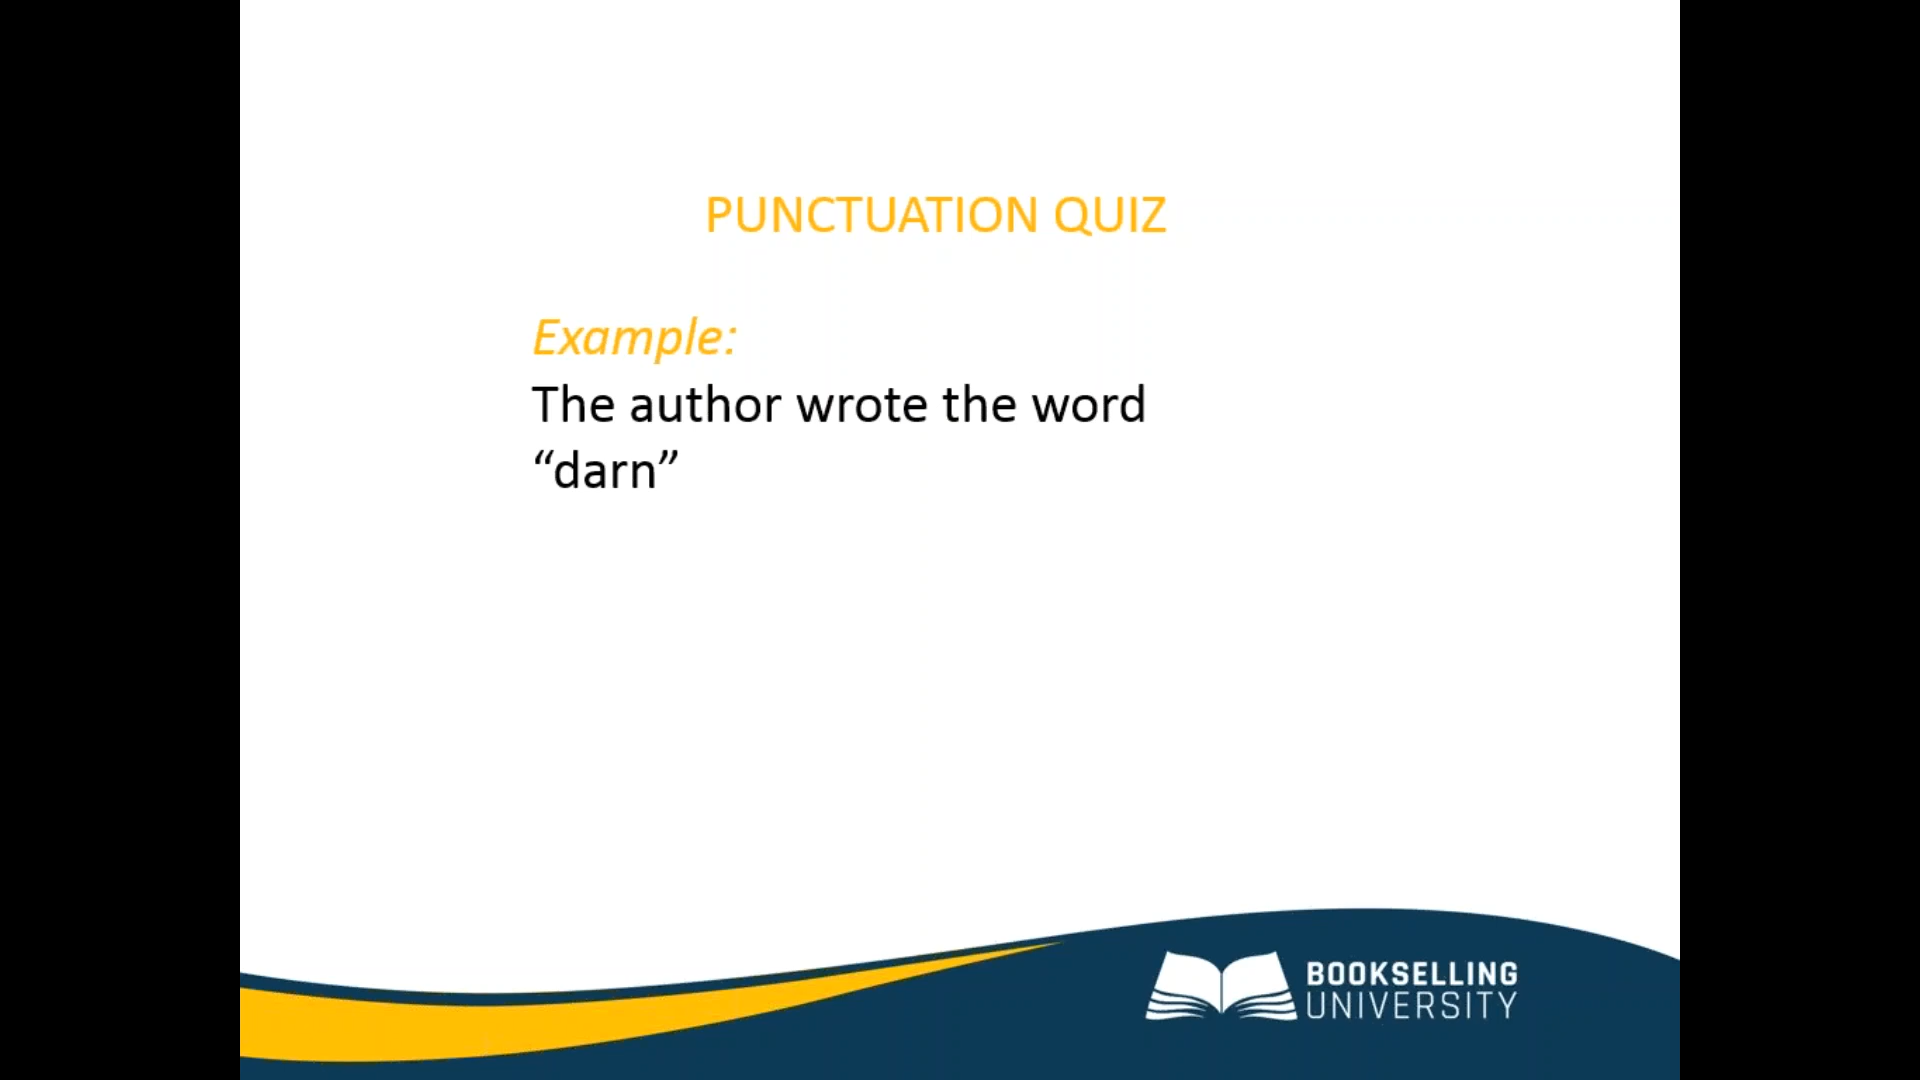 PUNCTUATION QUIZ
Example:
The author wrote the word
“darn”
BOOKSELLING
UNIVERSITY